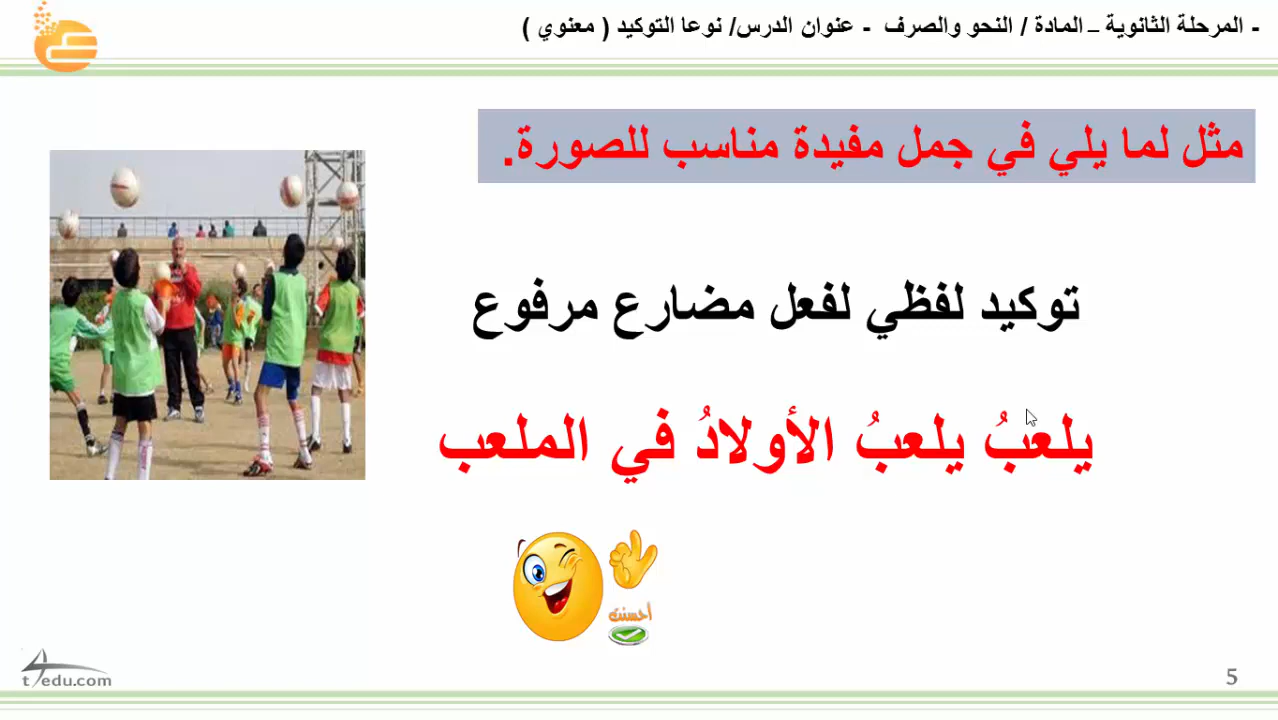 - المرحلة الثانوية – المادة / النحو والصرف - عنوان الدرس/ نوعا التوكيد ( معنوي )
مثل لما يلي في جمل مفيدة مناسب للصورة.
توكيد لفظي لفعل مضارع مرفوع
يلعبُ يلعبُ الأولادُ في الملعب
أحسنت
t4edu.com
5